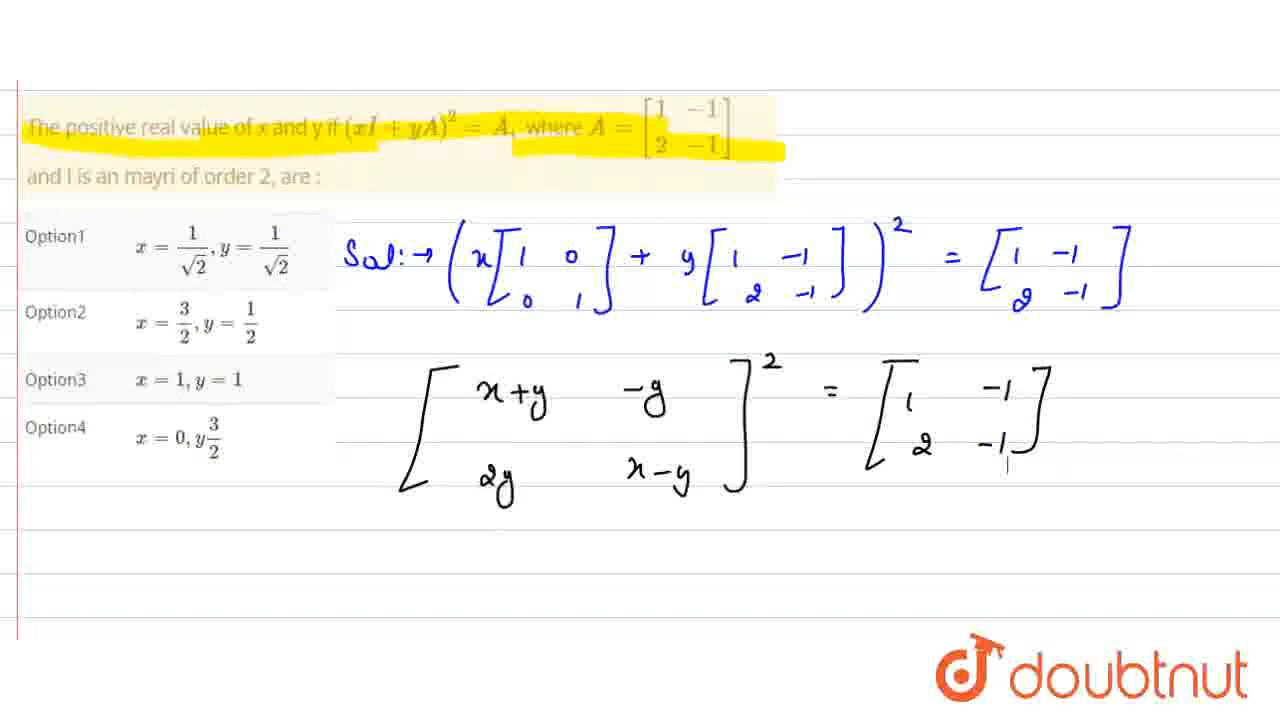 The positive real value of x and y if (xI + yA)² = A, where A = [1 −1
2 −1]
and I is an mayri of order 2, are :
Option1 x = 1/√2, y = 1/√2
Option2 x = 3/2, y = 1/2
Option3 x = 1, y = 1
Option4 x = 0, y 3/2
Sol:→ (x[1 0
0 1] + y[1 −1
2 −1])² = [1 −1
2 −1]
[x+y −y
2y x−y]² = [1 −1
2 −1]
doubtnut